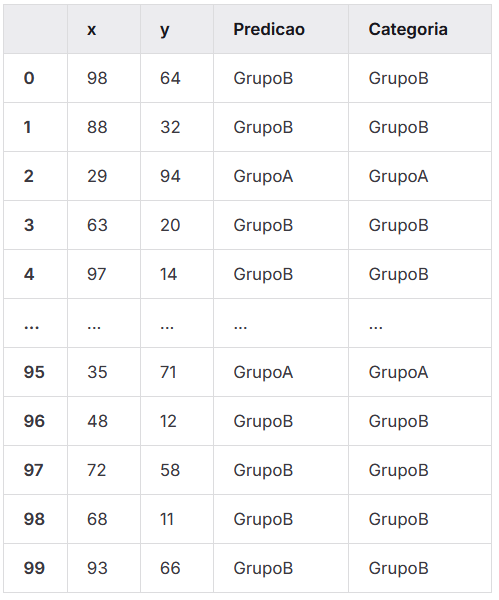 x y Predicao Categoria
0 98 64 GrupoB GrupoB
1 88 32 GrupoB GrupoB
2 29 94 GrupoA GrupoA
3 63 20 GrupoB GrupoB
4 97 14 GrupoB GrupoB
... ... ... ... ...
95 35 71 GrupoA GrupoA
96 48 12 GrupoB GrupoB
97 72 58 GrupoB GrupoB
98 68 11 GrupoB GrupoB
99 93 66 GrupoB GrupoB